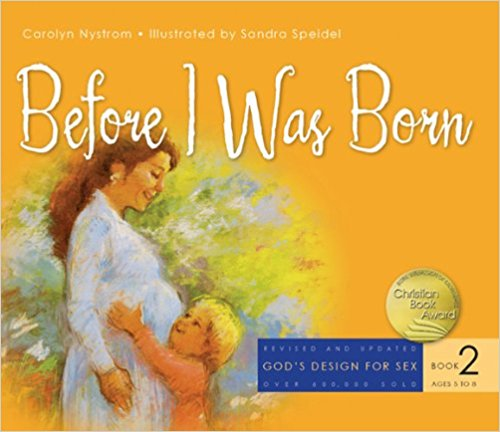 Carolyn Nystrom • Illustrated by Sandra Speidel
Before I Was Born
Christian
Book
Award
REVISED AND UPDATED
GOD'S DESIGN FOR SEX
OVER 600,000 SOLD
BOOK 2
AGES 5 TO 8